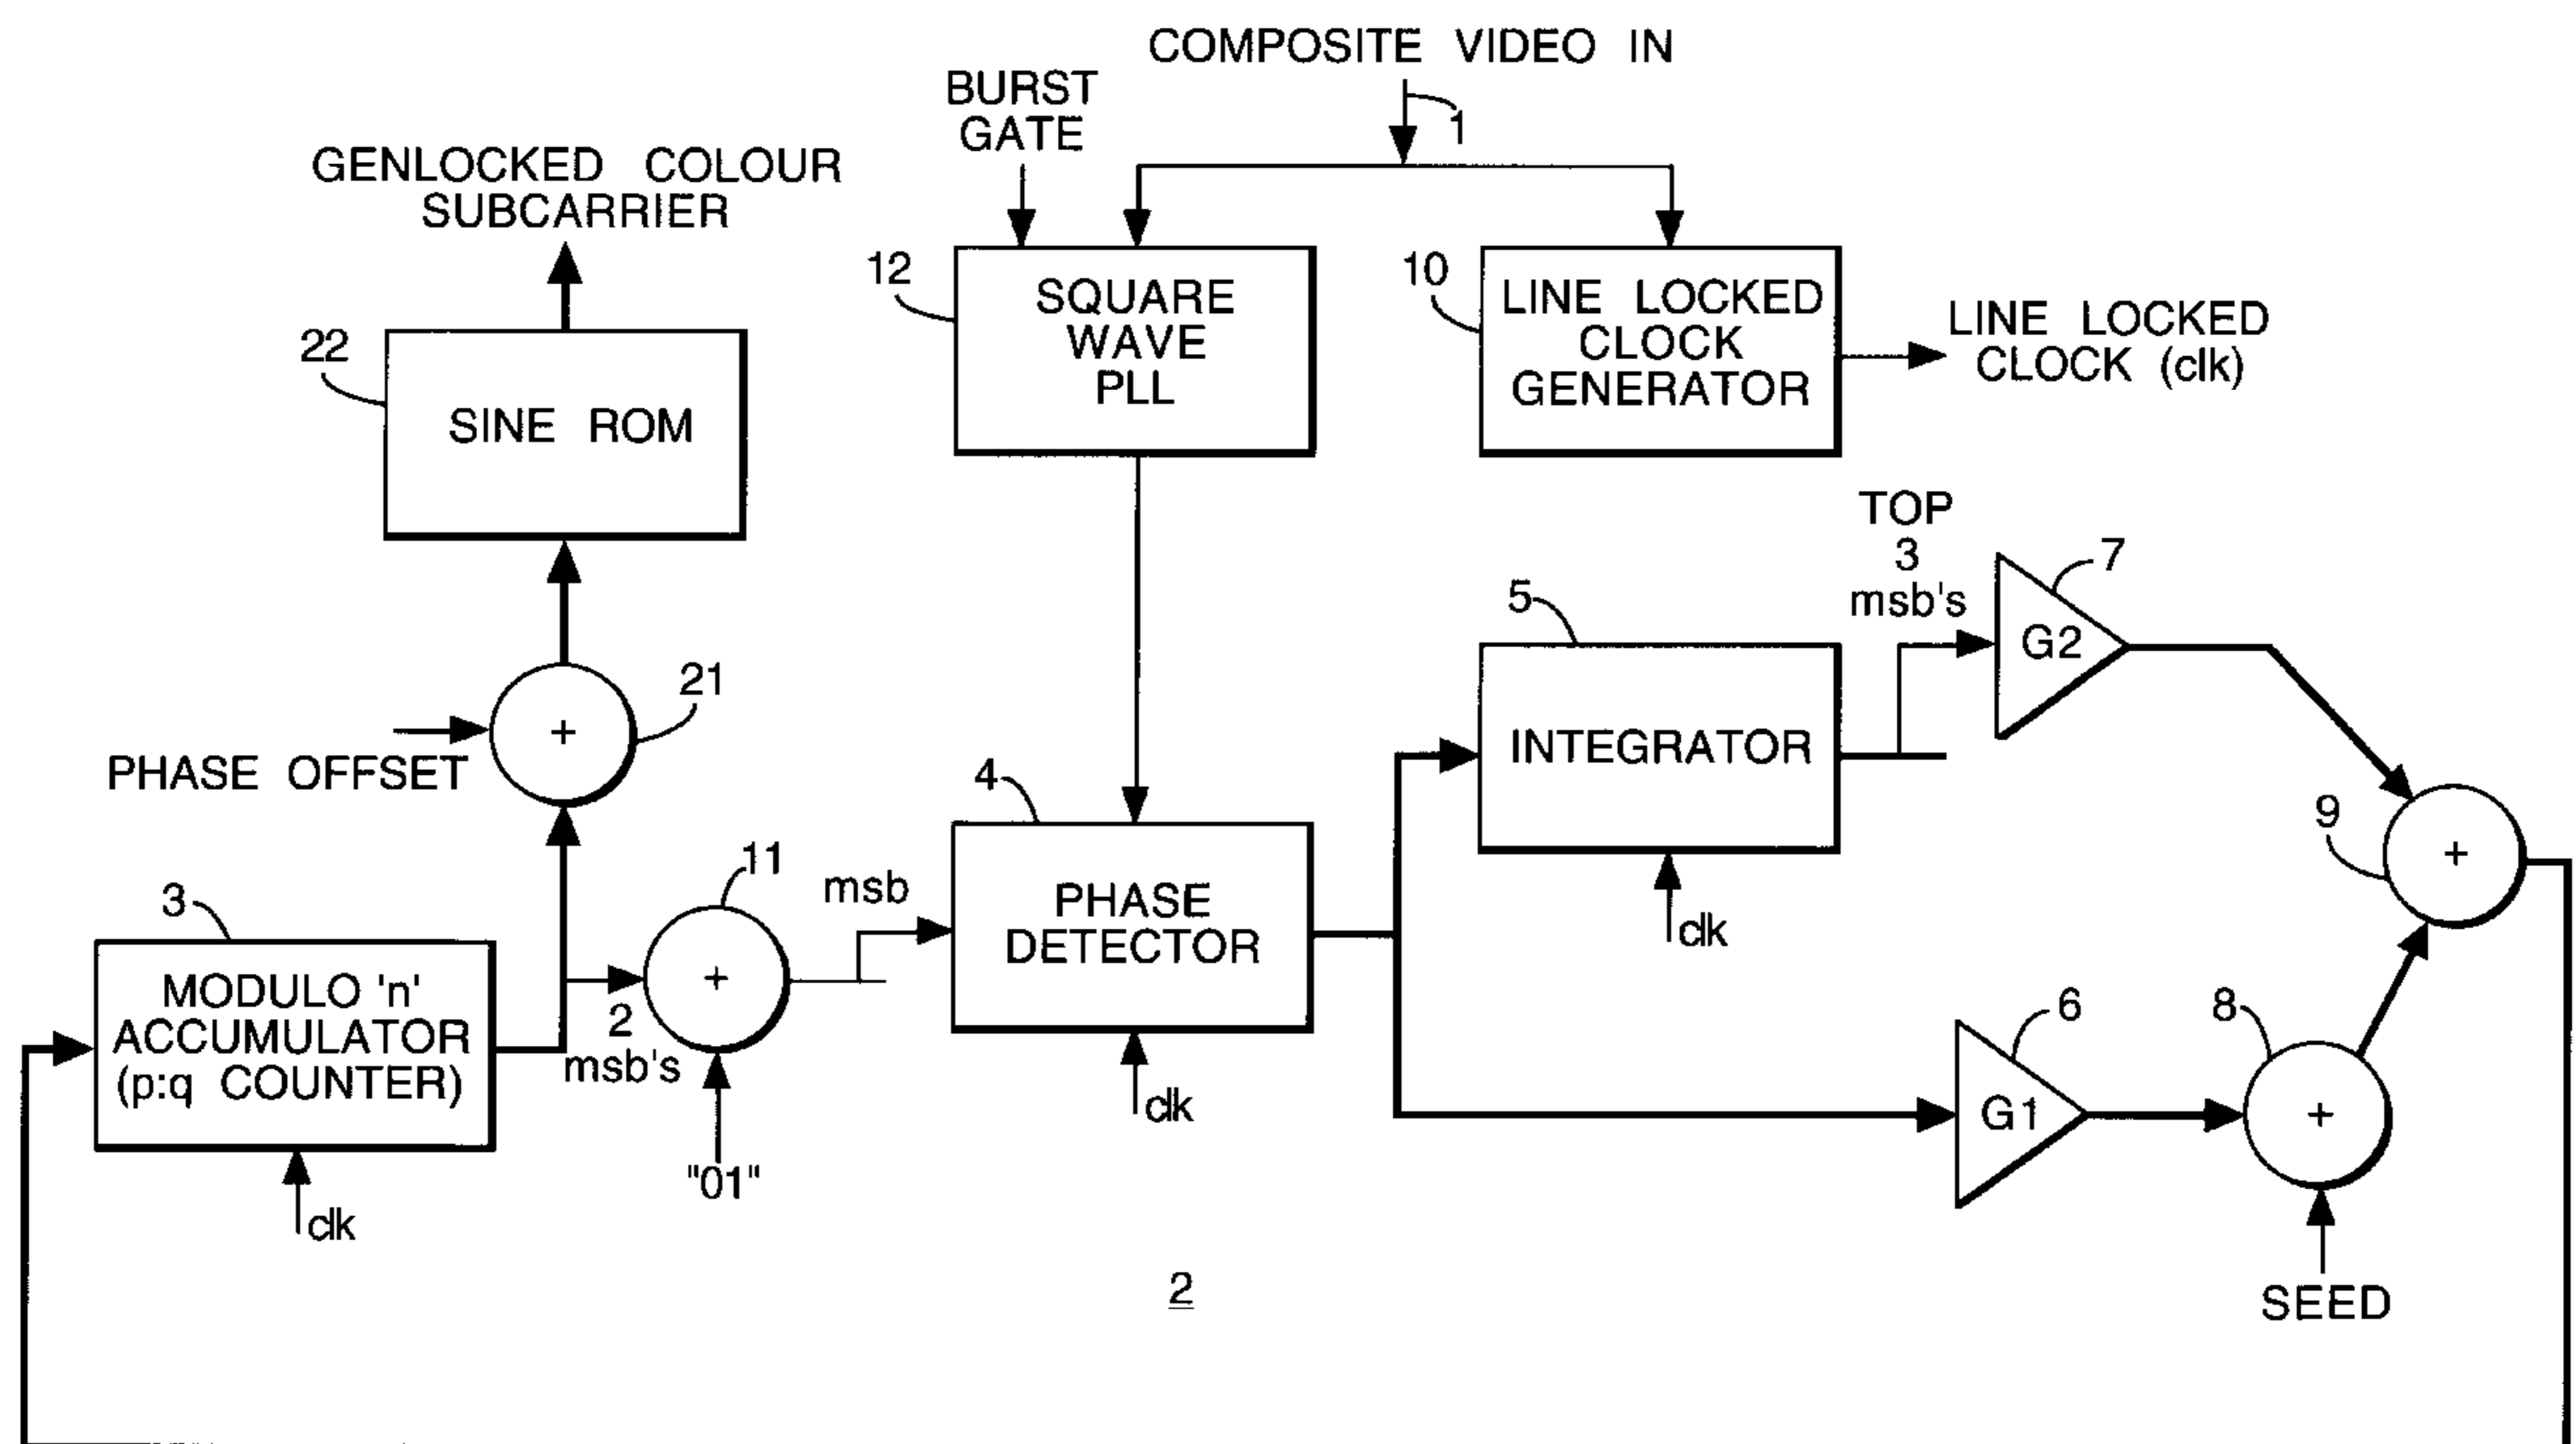 COMPOSITE VIDEO IN
1
BURST
GATE
GENLOCKED COLOUR
SUBCARRIER
12
SQUARE
WAVE
PLL
10
LINE LOCKED
CLOCK
GENERATOR
LINE LOCKED
CLOCK (clk)
22
SINE ROM
TOP
3
msb's
7
G2
5
INTEGRATOR
clk
21
+
PHASE OFFSET
4
PHASE
DETECTOR
clk
9
+
3
MODULO 'n'
ACCUMULATOR
(p:q COUNTER)
clk
2
msb's
11
+
"01"
msb
6
G1
8
+
SEED
2